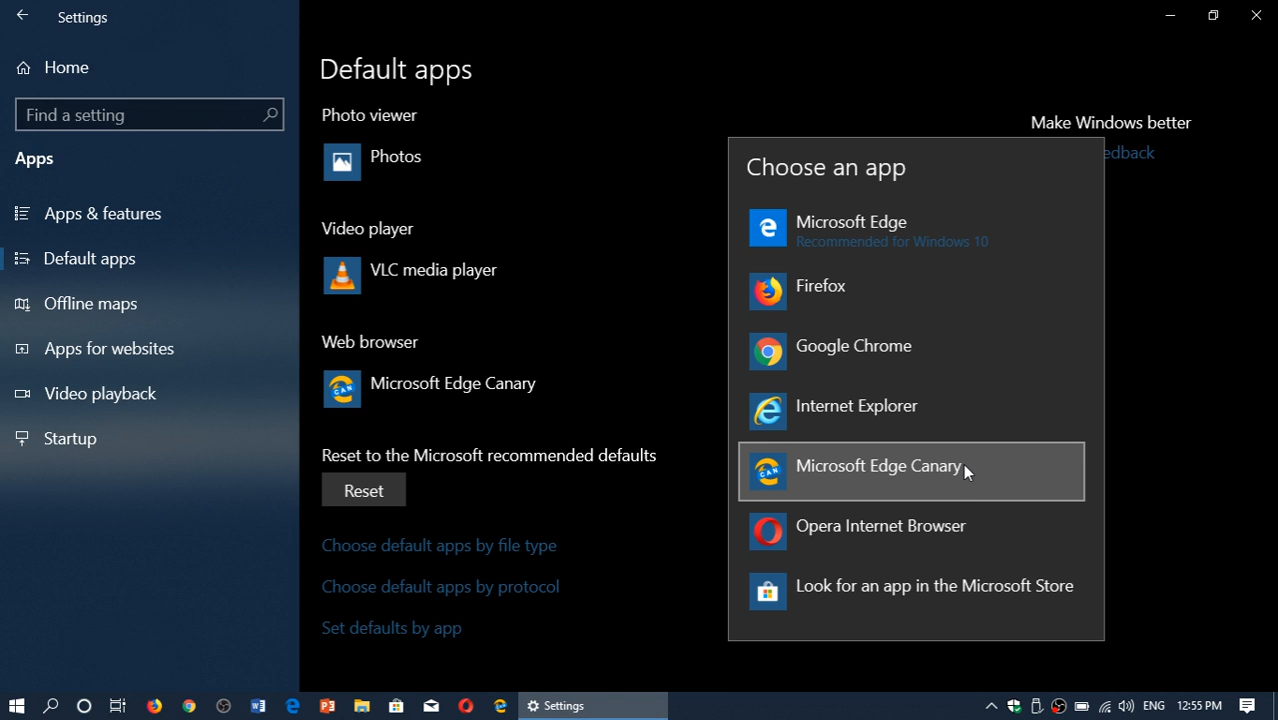 Settings
Home
Find a setting
Apps
Apps & features
Default apps
Offline maps
Apps for websites
Video playback
Startup
Default apps
Photo viewer
Photos
Video player
VLC media player
Web browser
Microsoft Edge Canary
Reset to the Microsoft recommended defaults
Reset
Choose default apps by file type
Choose default apps by protocol
Set defaults by app
Make Windows better
edback
Choose an app
Microsoft Edge
Recommended for Windows 10
Firefox
Google Chrome
Internet Explorer
CAN
Microsoft Edge Canary
Opera Internet Browser
Look for an app in the Microsoft Store
Settings
ENG
12:55 PM